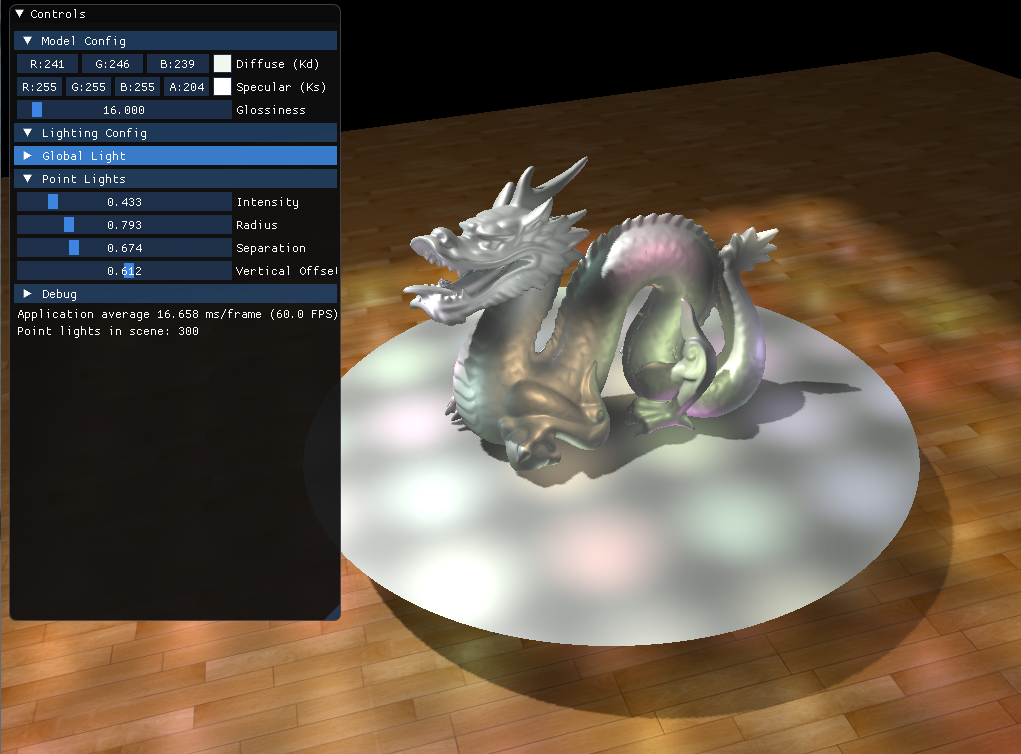 Controls
Model Config
R:241 G:246 B:239 Diffuse (Kd)
R:255 G:255 B:255 A:204 Specular (Ks)
16.000 Glossiness
Lighting Config
Global Light
Point Lights
0.433 Intensity
0.793 Radius
0.674 Separation
0.612 Vertical Offset
Debug
Application average 16.658 ms/frame (60.0 FPS)
Point lights in scene: 300